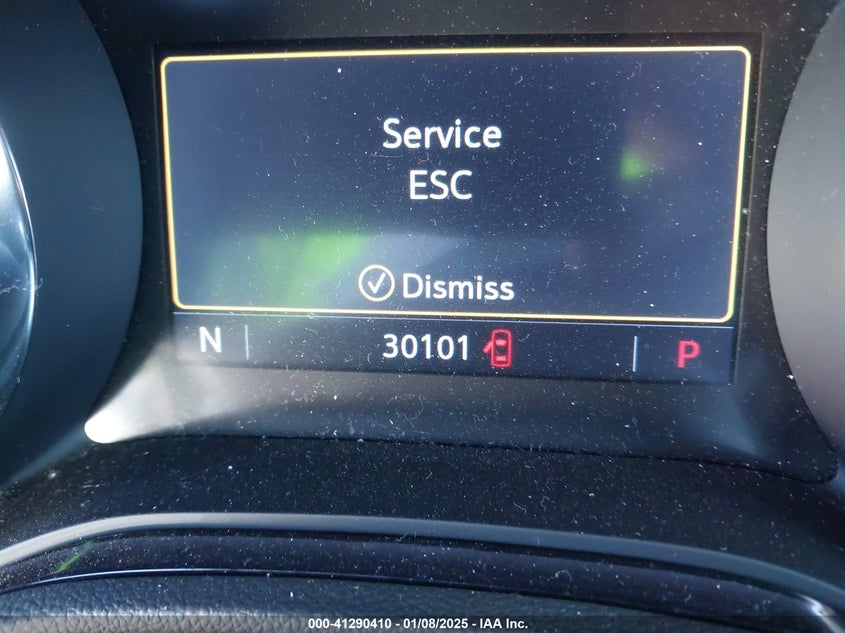 Service
ESC
Dismiss
N 30101 P
000-41290410 - 01/08/2025 - IAA Inc.